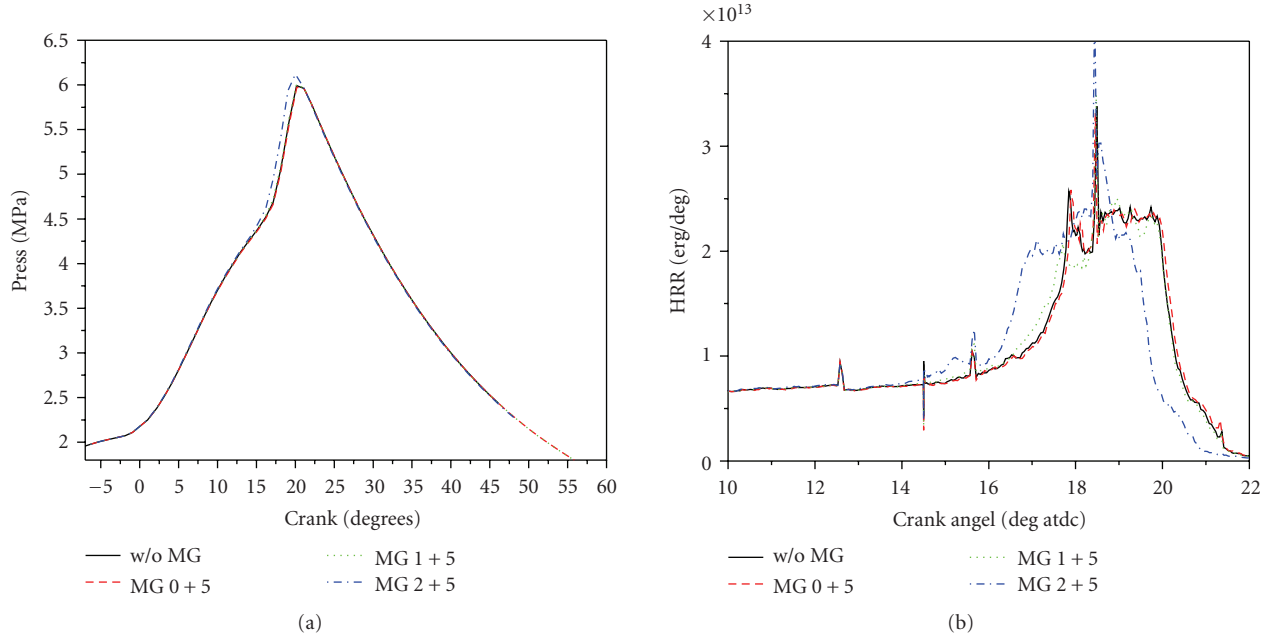 6.5
6
5.5
5
4.5
4
3.5
3
2.5
2
Press (MPa)
−5 0 5 10 15 20 25 30 35 40 45 50 55 60
Crank (degrees)
w/o MG
MG 0 + 5
MG 1 + 5
MG 2 + 5
(a)
×10¹³
4
3
2
1
0
HRR (erg/deg)
10 12 14 16 18 20 22
Crank angel (deg atdc)
w/o MG
MG 0 + 5
MG 1 + 5
MG 2 + 5
(b)